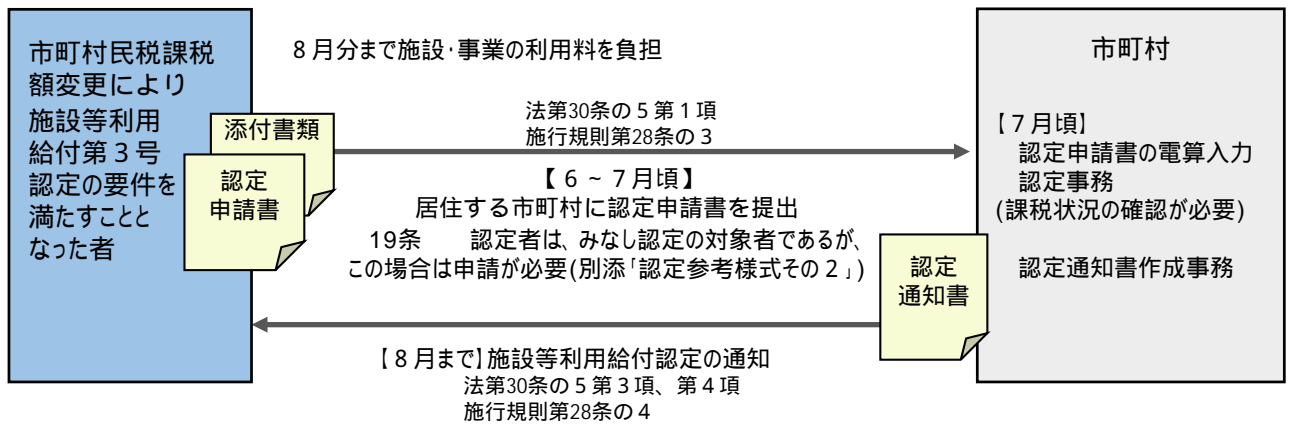 市町村民税課税
額変更により
施設等利用
給付第３号
認定の要件を
満たすことと
なった者
添付書類
認定
申請書
８月分まで施設・事業の利用料を負担
法第30条の５第１項
施行規則第28条の３
【６～７月頃】
居住する市町村に認定申請書を提出
19条　　認定者は、みなし認定の対象者であるが、
この場合は申請が必要(別添「認定参考様式その２」)
認定
通知書
【８月まで】施設等利用給付認定の通知
法第30条の５第３項、第４項
施行規則第28条の４
市町村
【７月頃】
認定申請書の電算入力
認定事務
(課税状況の確認が必要)
認定通知書作成事務